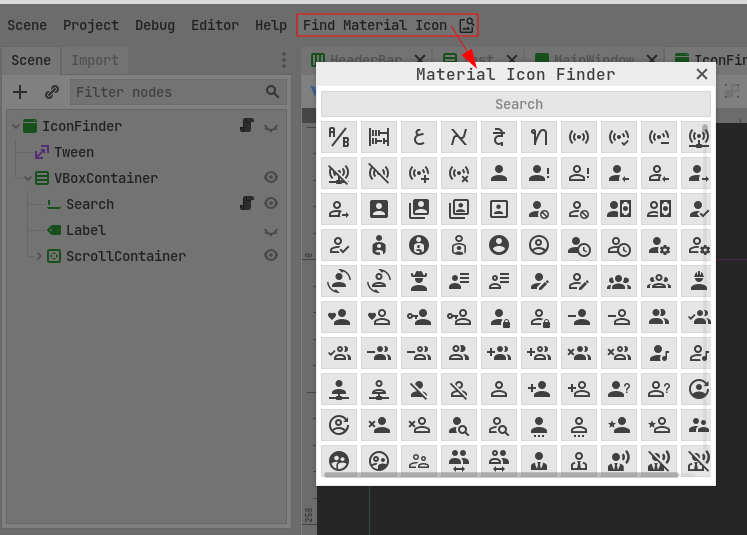 Scene Project Debug Editor Help Find Material Icon
Scene Import
HeaderBar MainWindow IconFin
Filter nodes
Material Icon Finder
Search
IconFinder
Tween
VBoxContainer
Search
Label
ScrollContainer
0
250